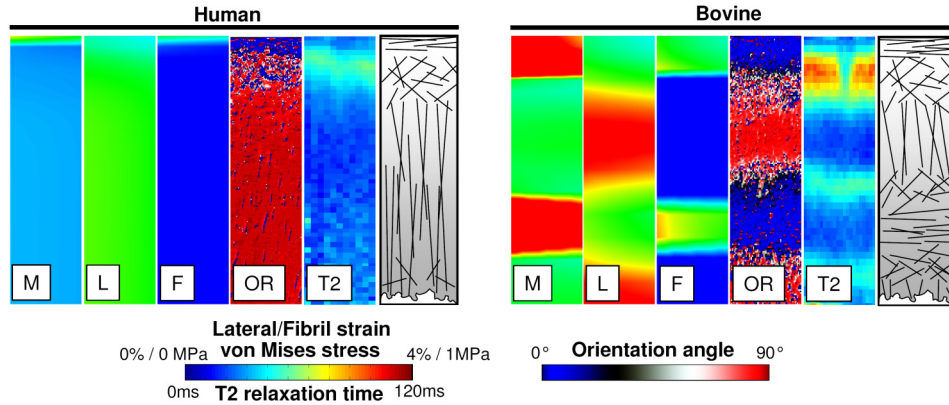 Human
Bovine
M L F OR T2
M L F OR T2
Lateral/Fibril strain
von Mises stress
0% / 0 MPa
4% / 1MPa
0ms
T2 relaxation time
120ms
0° Orientation angle 90°